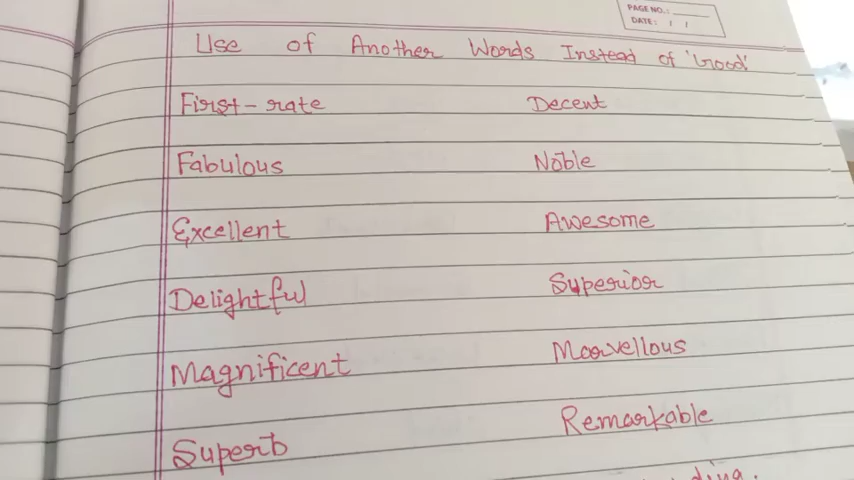 PAGE NO.:
DATE: / /
Use of Another Words Instead of 'Good'
First-rate Decent
Fabulous Noble
Excellent Awesome
Delightful Superior
Magnificent Marvellous
Superb Remarkable